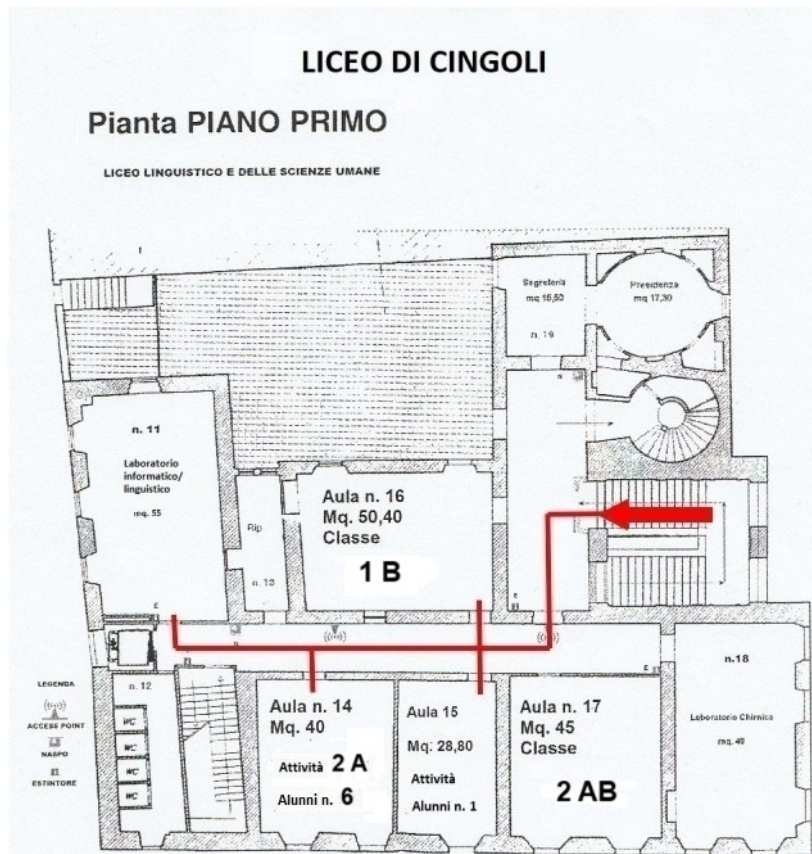 LICEO DI CINGOLI
Pianta PIANO PRIMO
LICEO LINGUISTICO E DELLE SCIENZE UMANE
Segreteria
mq 15,50
n. 19
Presidenza
mq 17,30
n. 11
Laboratorio
informatico/
linguistico
mq. 55
Rip
n. 13
Aula n. 16
Mq. 50,40
Classe
1 B
E
E
E
n. 12
WC
WC
WC
WC
LEGENDA
ACCESS POINT
NASPO
ESTINTORE
Aula n. 14
Mq. 40
Attività 2 A
Alunni n. 6
Aula 15
Mq. 28,80
Attività
Alunni n. 1
Aula n. 17
Mq. 45
Classe
2 AB
n.18
Laboratorio Chimica
mq. 49